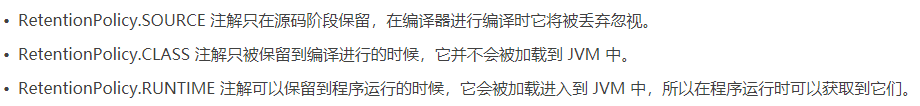 • RetentionPolicy.SOURCE 注解只在源码阶段保留，在编译器进行编译时它将被丢弃忽视。
• RetentionPolicy.CLASS 注解只被保留到编译进行的时候，它并不会被加载到 JVM 中。
• RetentionPolicy.RUNTIME 注解可以保留到程序运行的时候，它会被加载进入到 JVM 中，所以在程序运行时可以获取到它们。